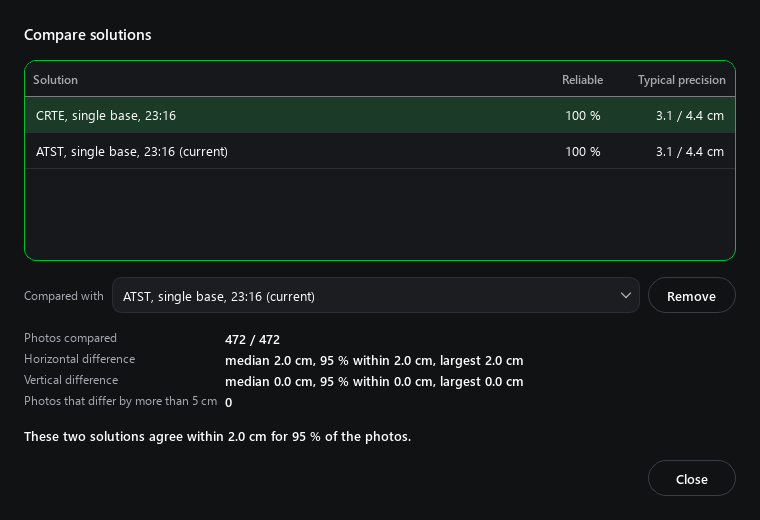 Compare solutions
Solution Reliable Typical precision
CRTE, single base, 23:16 100 % 3.1 / 4.4 cm
ATST, single base, 23:16 (current) 100 % 3.1 / 4.4 cm
Compared with ATST, single base, 23:16 (current) Remove
Photos compared 472 / 472
Horizontal difference median 2.0 cm, 95 % within 2.0 cm, largest 2.0 cm
Vertical difference median 0.0 cm, 95 % within 0.0 cm, largest 0.0 cm
Photos that differ by more than 5 cm 0
These two solutions agree within 2.0 cm for 95 % of the photos.
Close